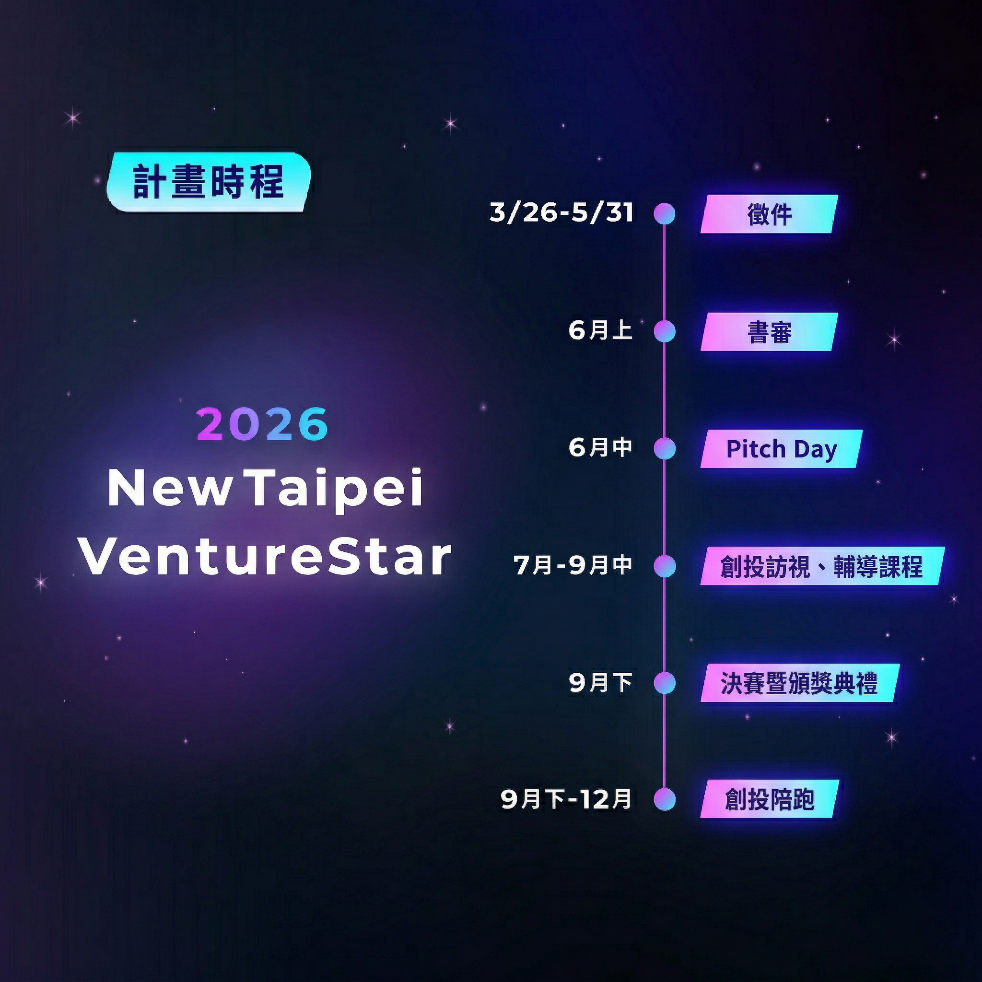 計畫時程
2026
New Taipei
VentureStar
3/26-5/31 徵件
6月上 書審
6月中 Pitch Day
7月-9月中 創投訪視、輔導課程
9月下 決賽暨頒獎典禮
9月下-12月 創投陪跑